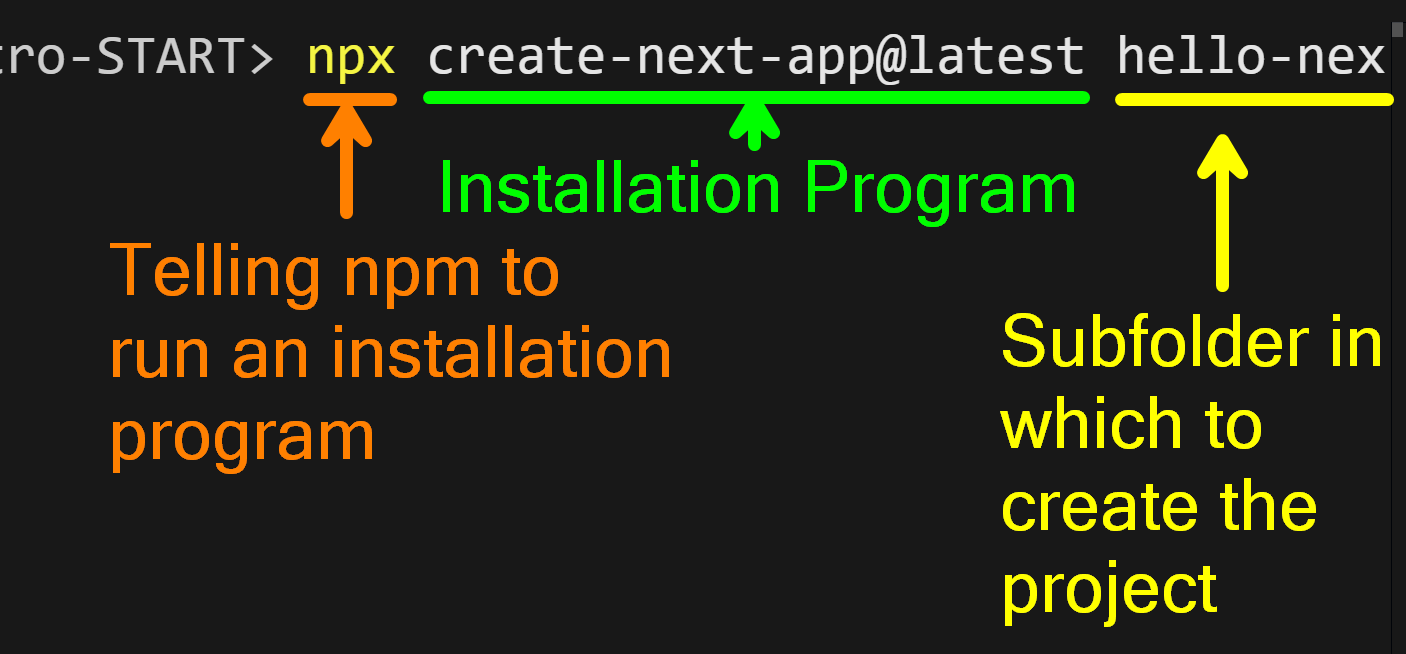 tro-START> npx create-next-app@latest hello-nex
Installation Program
Telling npm to
run an installation
program
Subfolder in
which to
create the
project